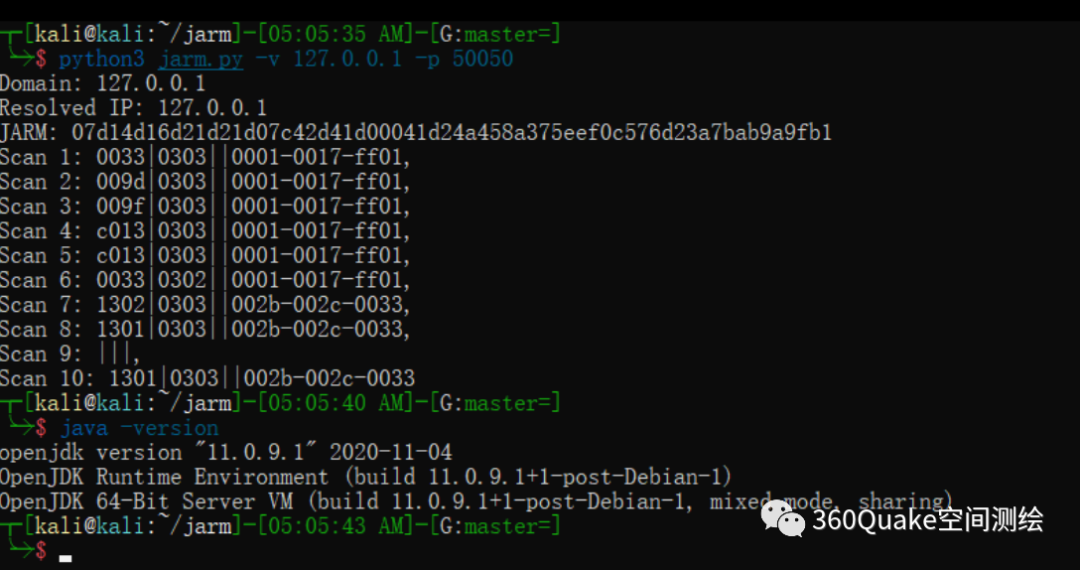 ┬─[kali@kali:~/jarm]─[05:05:35 AM]─[G:master=]
╰─>$ python3 jarm.py -v 127.0.0.1 -p 50050
Domain: 127.0.0.1
Resolved IP: 127.0.0.1
JARM: 07d14d16d21d21d07c42d41d00041d24a458a375eef0c576d23a7bab9a9fb1
Scan 1: 0033|0303||0001-0017-ff01,
Scan 2: 009d|0303||0001-0017-ff01,
Scan 3: 009f|0303||0001-0017-ff01,
Scan 4: c013|0303||0001-0017-ff01,
Scan 5: c013|0303||0001-0017-ff01,
Scan 6: 0033|0302||0001-0017-ff01,
Scan 7: 1302|0303||002b-002c-0033,
Scan 8: 1301|0303||002b-002c-0033,
Scan 9: |||,
Scan 10: 1301|0303||002b-002c-0033
┬─[kali@kali:~/jarm]─[05:05:40 AM]─[G:master=]
╰─>$ java -version
openjdk version "11.0.9.1" 2020-11-04
OpenJDK Runtime Environment (build 11.0.9.1+1-post-Debian-1)
OpenJDK 64-Bit Server VM (build 11.0.9.1+1-post-Debian-1, mixed mode, sharing)
┬─[kali@kali:~/jarm]─[05:05:43 AM]─[G:master=]
╰─>$
360Quake空间测绘